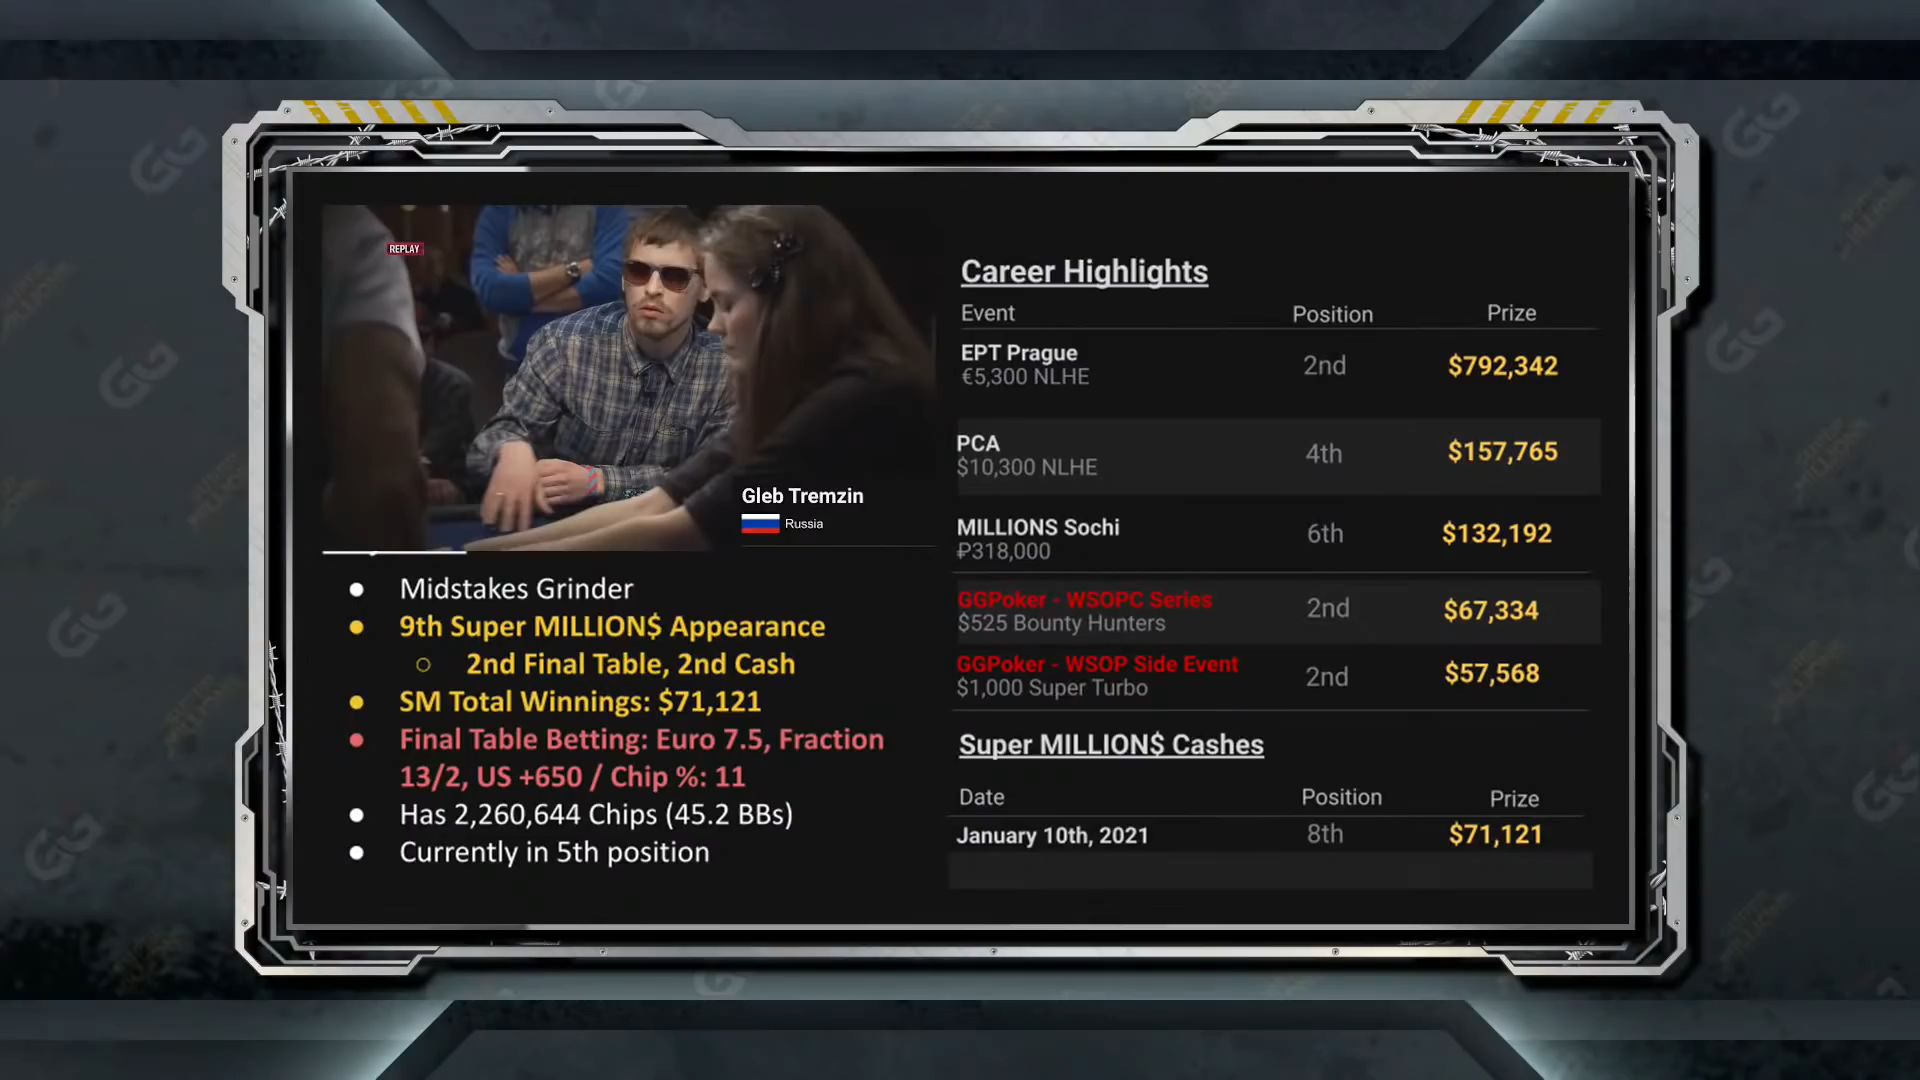 REPLAY
Gleb Tremzin
Russia
Midstakes Grinder
9th Super MILLION$ Appearance
2nd Final Table, 2nd Cash
SM Total Winnings: $71,121
Final Table Betting: Euro 7.5, Fraction
13/2, US +650 / Chip %: 11
Has 2,260,644 Chips (45.2 BBs)
Currently in 5th position
Career Highlights
Event Position Prize
EPT Prague
€5,300 NLHE
2nd $792,342
PCA
$10,300 NLHE
4th $157,765
MILLIONS Sochi
₽318,000
6th $132,192
GGPoker - WSOPC Series
$525 Bounty Hunters
2nd $67,334
GGPoker - WSOP Side Event
$1,000 Super Turbo
2nd $57,568
Super MILLION$ Cashes
Date Position Prize
January 10th, 2021 8th $71,121